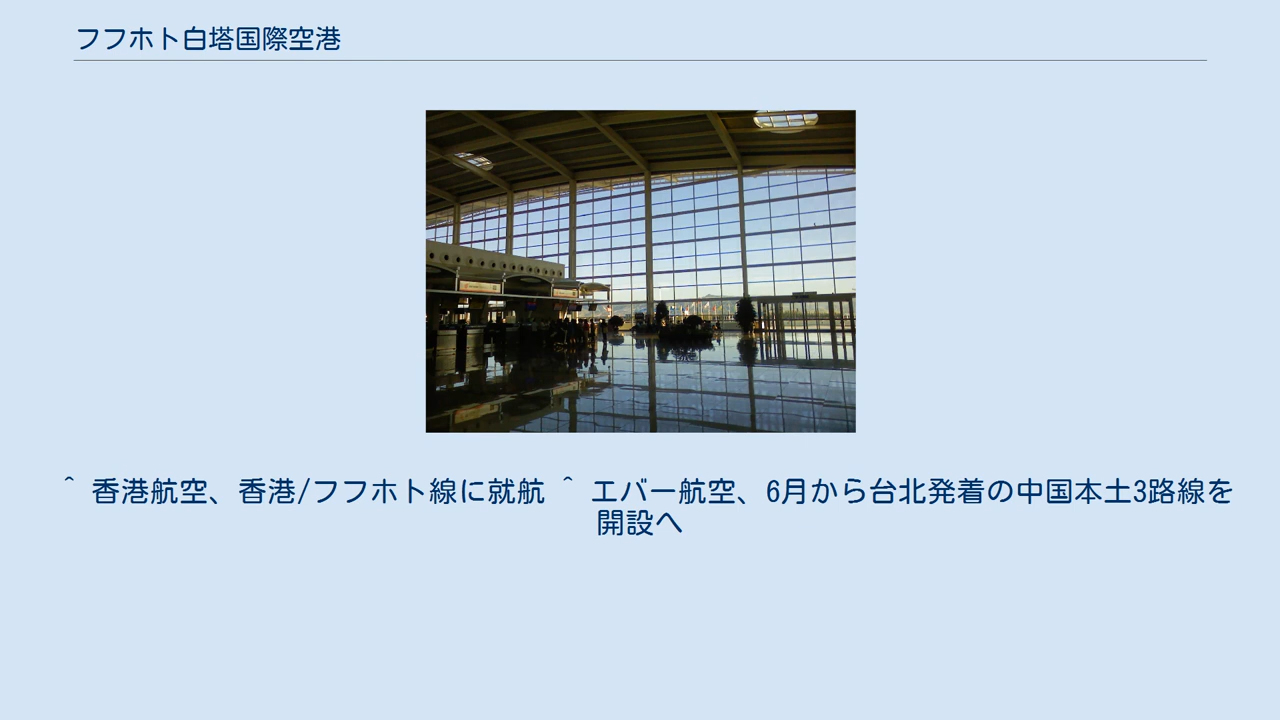 フフホト白塔国際空港
^ 香港航空、香港/フフホト線に就航 ^ エバー航空、6月から台北発着の中国本土3路線を
開設へ